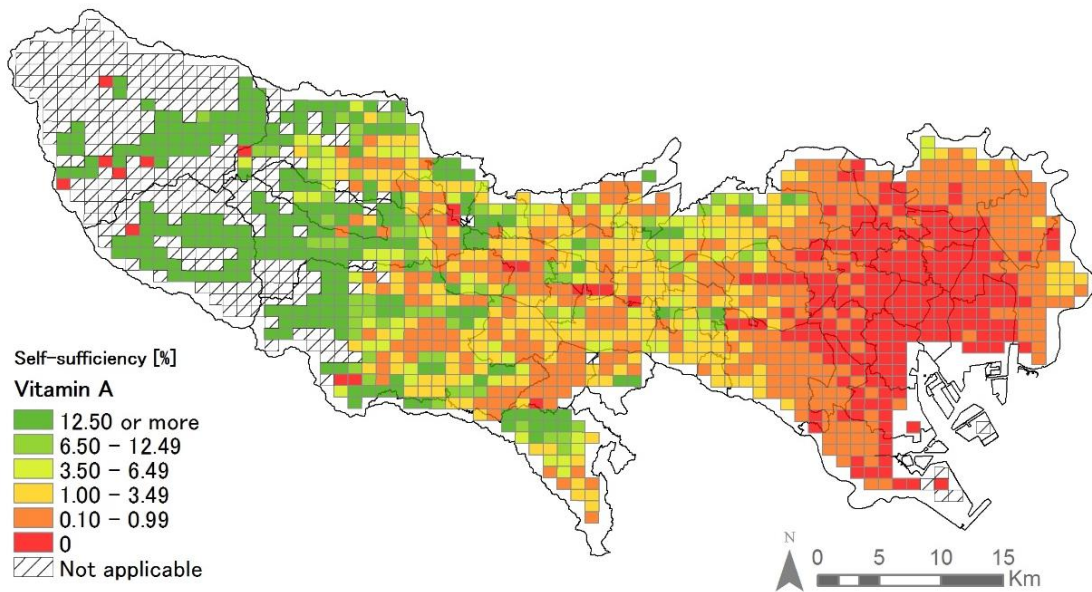 Self-sufficiency [%]
Vitamin A
12.50 or more
6.50 - 12.49
3.50 - 6.49
1.00 - 3.49
0.10 - 0.99
0
Not applicable
N
0 5 10 15
Km